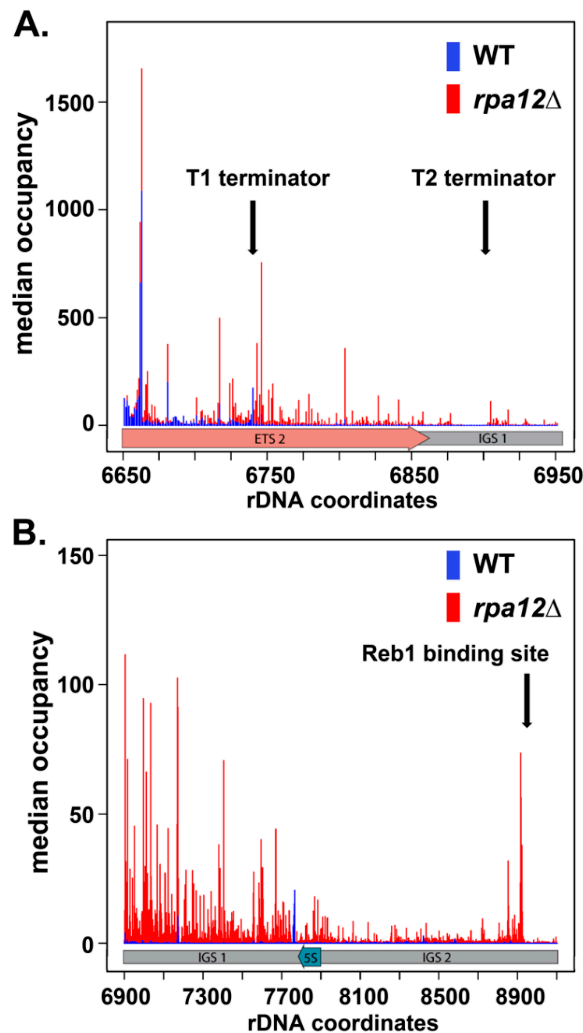 A.
WT
rpa12Δ
T1 terminator
T2 terminator
median occupancy
1500
1000
500
0
ETS 2
IGS 1
6650
6750
6850
6950
rDNA coordinates
B.
WT
rpa12Δ
Reb1 binding site
median occupancy
150
100
50
0
IGS 1
5S
IGS 2
6900
7300
7700
8100
8500
8900
rDNA coordinates